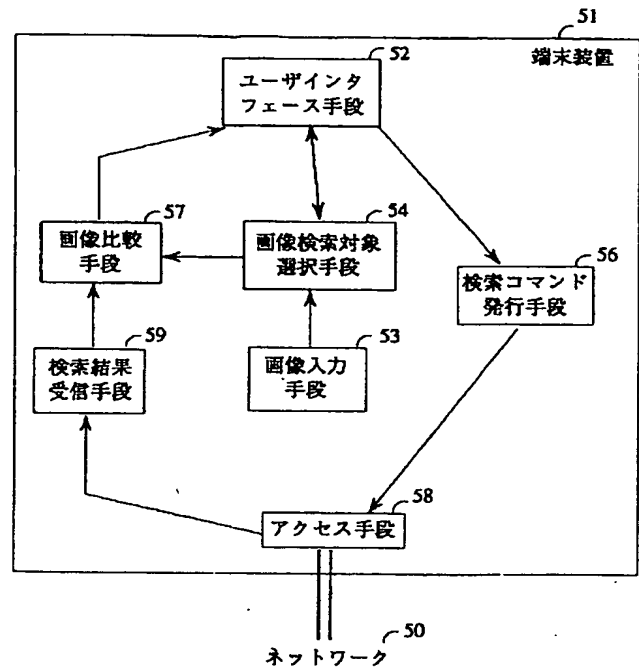 51
端末装置
52
ユーザインタ
フェース手段
57
画像比較
手段
54
画像検索対象
選択手段
56
検索コマンド
発行手段
59
検索結果
受信手段
53
画像入力
手段
58
アクセス手段
50
ネットワーク